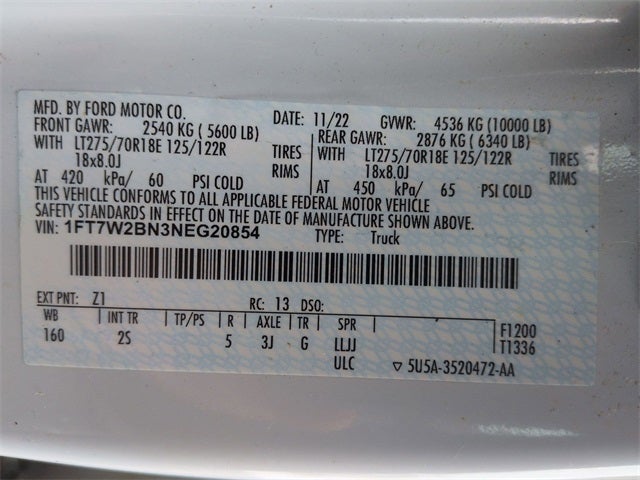 MFD. BY FORD MOTOR CO. DATE: 11/22 GVWR: 4536 KG (10000 LB)
FRONT GAWR: 2540 KG ( 5600 LB) REAR GAWR: 2876 KG ( 6340 LB)
WITH LT275/70R18E 125/122R TIRES WITH LT275/70R18E 125/122R TIRES
18x8.0J RIMS 18x8.0J RIMS
AT 420 kPa/ 60 PSI COLD AT 450 kPa/ 65 PSI COLD
THIS VEHICLE CONFORMS TO ALL APPLICABLE FEDERAL MOTOR VEHICLE
SAFETY STANDARDS IN EFFECT ON THE DATE OF MANUFACTURE SHOWN ABOVE.
VIN: 1FT7W2BN3NEG20854 TYPE: Truck
EXT PNT: Z1 RC: 13 DSO:
WB INT TR TP/PS R AXLE TR SPR F1200
160 2S 5 3J G LLJJ T1336
ULC ▽ 5U5A-3520472-AA